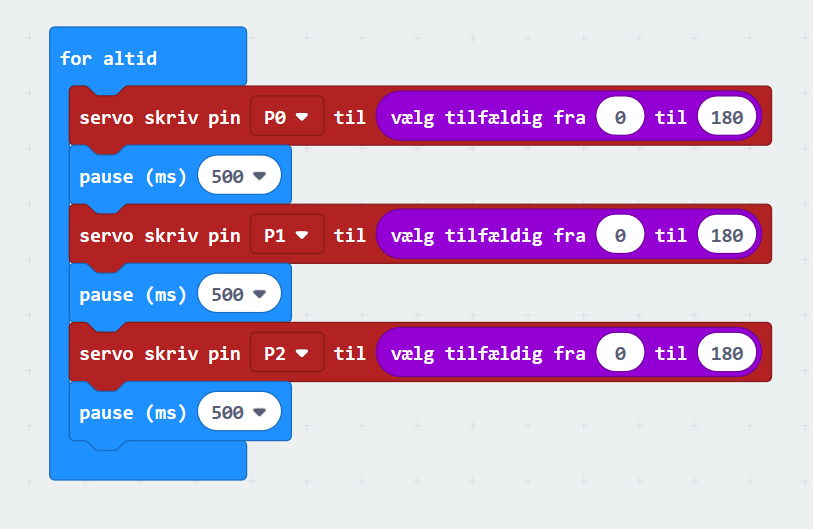 for altid
servo skriv pin P0 til vælg tilfældig fra 0 til 180
pause (ms) 500
servo skriv pin P1 til vælg tilfældig fra 0 til 180
pause (ms) 500
servo skriv pin P2 til vælg tilfældig fra 0 til 180
pause (ms) 500